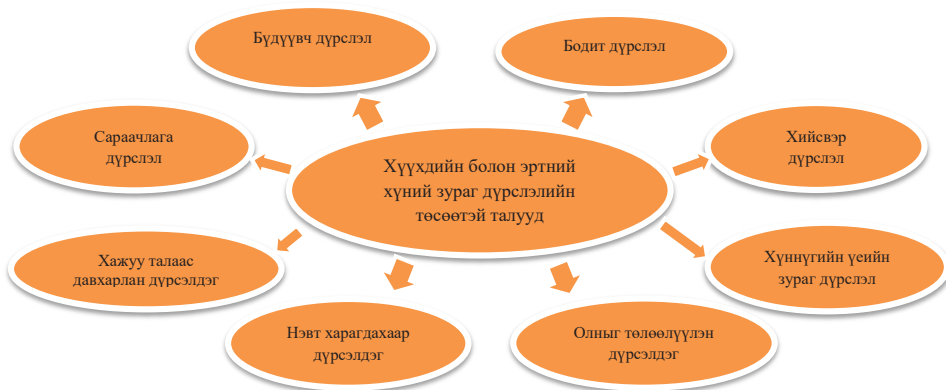 Бүдүүвч дүрслэл
Бодит дүрслэл
Сараачлага
дүрслэл
Хийсвэр
дүрслэл
Хүүхдийн болон эртний
хүний зураг дүрслэлийн
төсөөтэй талууд
Хажуу талаас
давхарлан дүрсэлдэг
Хүннүгийн үеийн
зураг дүрслэл
Нэвт харагдахаар
дүрсэлдэг
Олныг төлөөлүүлэн
дүрсэлдэг